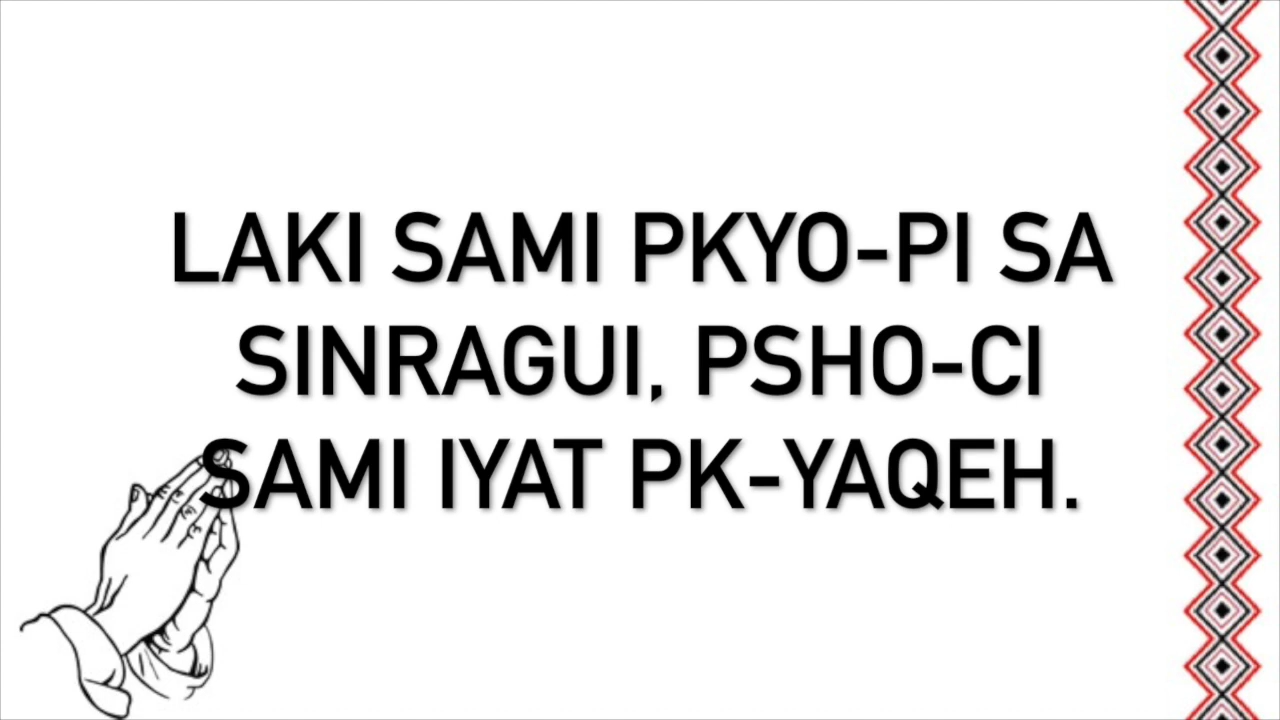 LAKI SAMI PKYO-PI SA
SINRAGUI, PSHO-CI
SAMI IYAT PK-YAQEH.